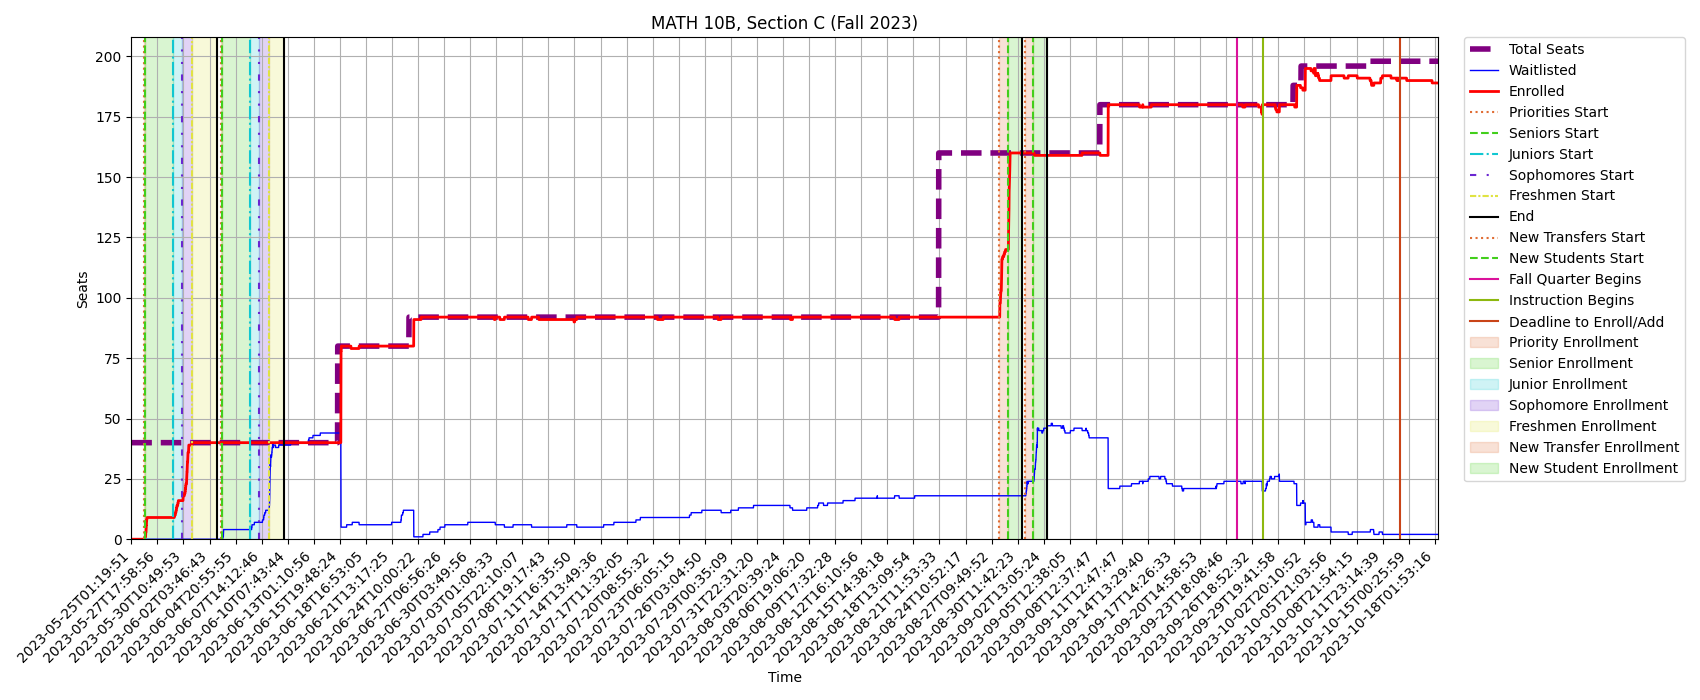 MATH 10B, Section C (Fall 2023)
Seats
200
175
150
125
100
75
50
25
0
2023-05-25T01:19:51
2023-05-27T17:58:56
2023-05-30T10:49:53
2023-06-02T03:46:43
2023-06-04T20:55:55
2023-06-07T14:12:46
2023-06-10T07:43:44
2023-06-13T01:10:56
2023-06-15T19:48:24
2023-06-18T16:53:05
2023-06-21T13:17:25
2023-06-24T10:00:22
2023-06-27T06:56:26
2023-06-30T03:49:56
2023-07-03T01:08:33
2023-07-05T22:10:07
2023-07-08T19:17:43
2023-07-11T16:35:50
2023-07-14T13:49:36
2023-07-17T11:32:05
2023-07-20T08:55:32
2023-07-23T06:05:15
2023-07-26T03:04:50
2023-07-29T00:35:09
2023-07-31T22:31:20
2023-08-03T20:39:24
2023-08-06T19:06:20
2023-08-09T17:32:28
2023-08-12T16:10:56
2023-08-15T14:38:18
2023-08-18T13:09:54
2023-08-21T11:53:33
2023-08-24T10:52:17
2023-08-27T09:49:52
2023-08-30T11:42:23
2023-09-02T13:05:24
2023-09-05T12:38:05
2023-09-08T12:37:47
2023-09-11T12:47:47
2023-09-14T13:29:40
2023-09-17T14:26:33
2023-09-20T14:58:53
2023-09-23T18:08:46
2023-09-26T18:52:32
2023-09-29T19:41:58
2023-10-02T20:10:52
2023-10-05T21:03:56
2023-10-08T21:54:15
2023-10-11T23:14:39
2023-10-15T00:25:59
2023-10-18T01:53:16
Time
Total Seats
Waitlisted
Enrolled
Priorities Start
Seniors Start
Juniors Start
Sophomores Start
Freshmen Start
End
New Transfers Start
New Students Start
Fall Quarter Begins
Instruction Begins
Deadline to Enroll/Add
Priority Enrollment
Senior Enrollment
Junior Enrollment
Sophomore Enrollment
Freshmen Enrollment
New Transfer Enrollment
New Student Enrollment